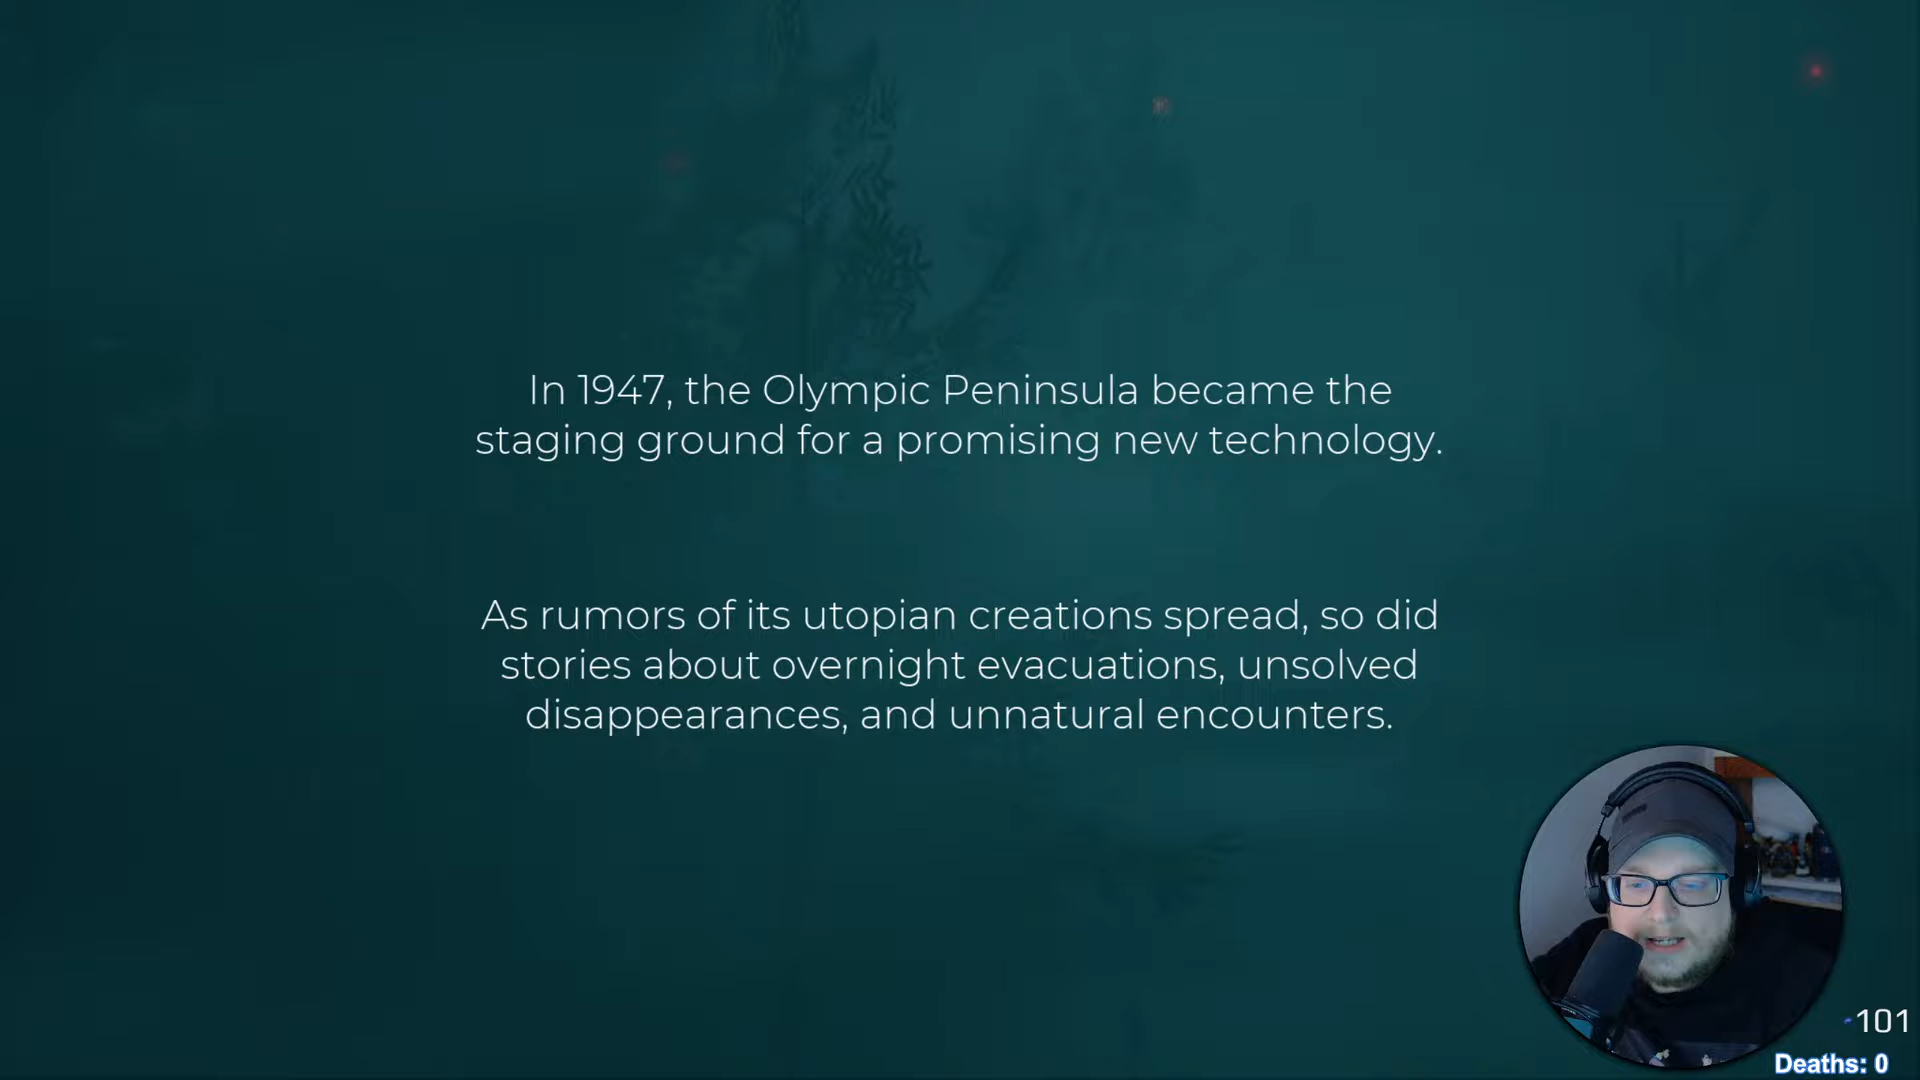 In 1947, the Olympic Peninsula became the
staging ground for a promising new technology.
As rumors of its utopian creations spread, so did
stories about overnight evacuations, unsolved
disappearances, and unnatural encounters.
101
Deaths: 0